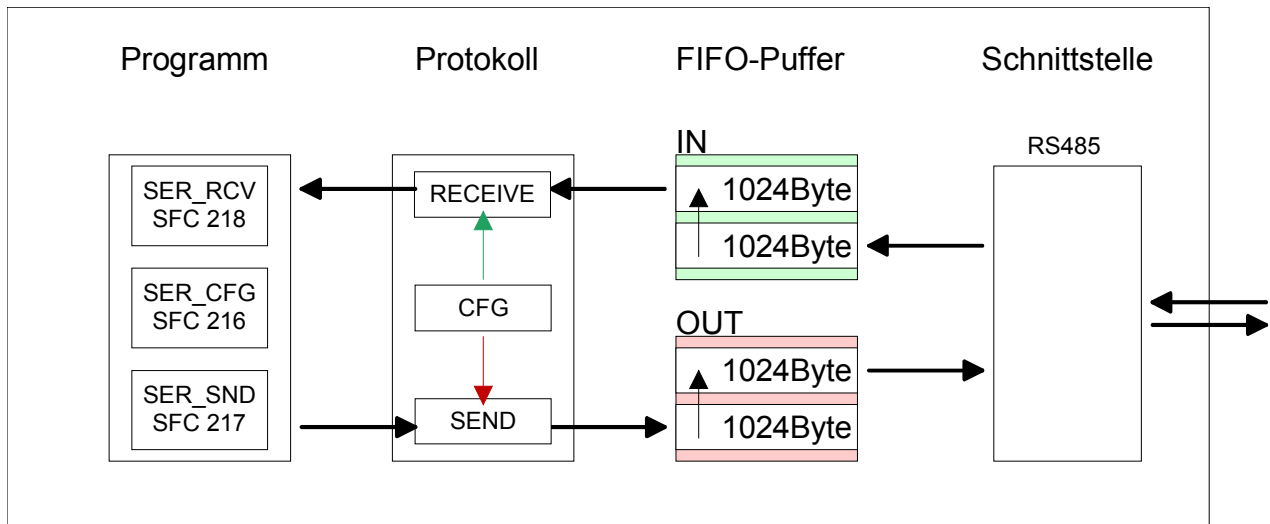 Programm
Protokoll
FIFO-Puffer
Schnittstelle
SER_RCV
SFC 218
SER_CFG
SFC 216
SER_SND
SFC 217
RECEIVE
CFG
SEND
IN
1024Byte
1024Byte
OUT
1024Byte
1024Byte
RS485